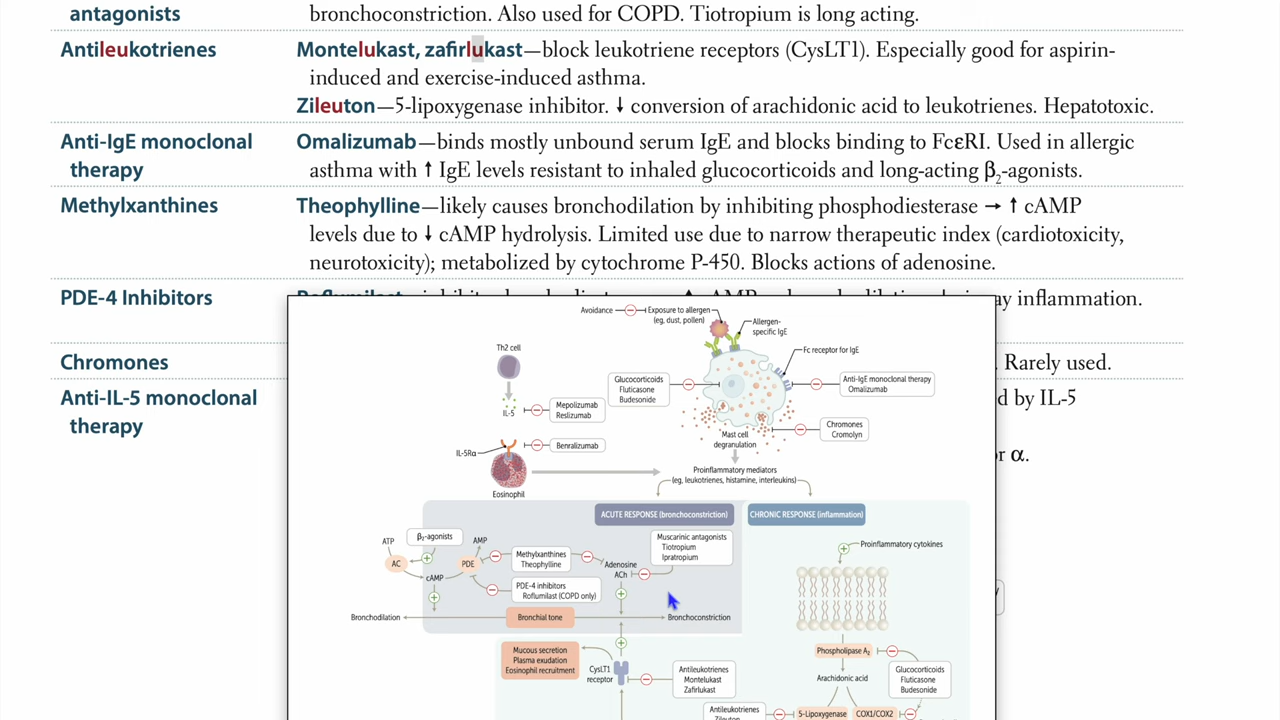 antagonists
bronchoconstriction. Also used for COPD. Tiotropium is long acting.
Antileukotrienes
Montelukast, zafirlukast—block leukotriene receptors (CysLT1). Especially good for aspirin-
induced and exercise-induced asthma.
Zileuton—5-lipoxygenase inhibitor. ↓ conversion of arachidonic acid to leukotrienes. Hepatotoxic.
Anti-IgE monoclonal
therapy
Omalizumab—binds mostly unbound serum IgE and blocks binding to FcεRI. Used in allergic
asthma with ↑ IgE levels resistant to inhaled glucocorticoids and long-acting β₂-agonists.
Methylxanthines
Theophylline—likely causes bronchodilation by inhibiting phosphodiesterase → ↑ cAMP
levels due to ↓ cAMP hydrolysis. Limited use due to narrow therapeutic index (cardiotoxicity,
neurotoxicity); metabolized by cytochrome P-450. Blocks actions of adenosine.
PDE-4 Inhibitors
inflammation.
Chromones
Rarely used.
Anti-IL-5 monoclonal
therapy
by IL-5
α.
Avoidance
Exposure to allergen
(eg, dust, pollen)
Allergen-
specific IgE
Th2 cell
Fc receptor for IgE
Glucocorticoids
Fluticasone
Budesonide
Anti-IgE monoclonal therapy
Omalizumab
IL-5
Mepolizumab
Reslizumab
Chromones
Cromolyn
Mast cell
degranulation
IL-5Rα
Benralizumab
Eosinophil
Proinflammatory mediators
(eg, leukotrienes, histamine, interleukins)
ACUTE RESPONSE (bronchoconstriction)
CHRONIC RESPONSE (inflammation)
ATP
β₂-agonists
AMP
Muscarinic antagonists
Tiotropium
Ipratropium
Proinflammatory cytokines
AC
PDE
Methylxanthines
Theophylline
Adenosine
ACh
cAMP
PDE-4 inhibitors
Roflumilast (COPD only)
Bronchodilation
Bronchial tone
Bronchoconstriction
Mucous secretion
Plasma exudation
Eosinophil recruitment
CysLT1
receptor
Antileukotrienes
Montelukast
Zafirlukast
Phospholipase A₂
Arachidonic acid
Glucocorticoids
Fluticasone
Budesonide
Antileukotrienes
Zileuton
5-Lipoxygenase
COX1/COX2